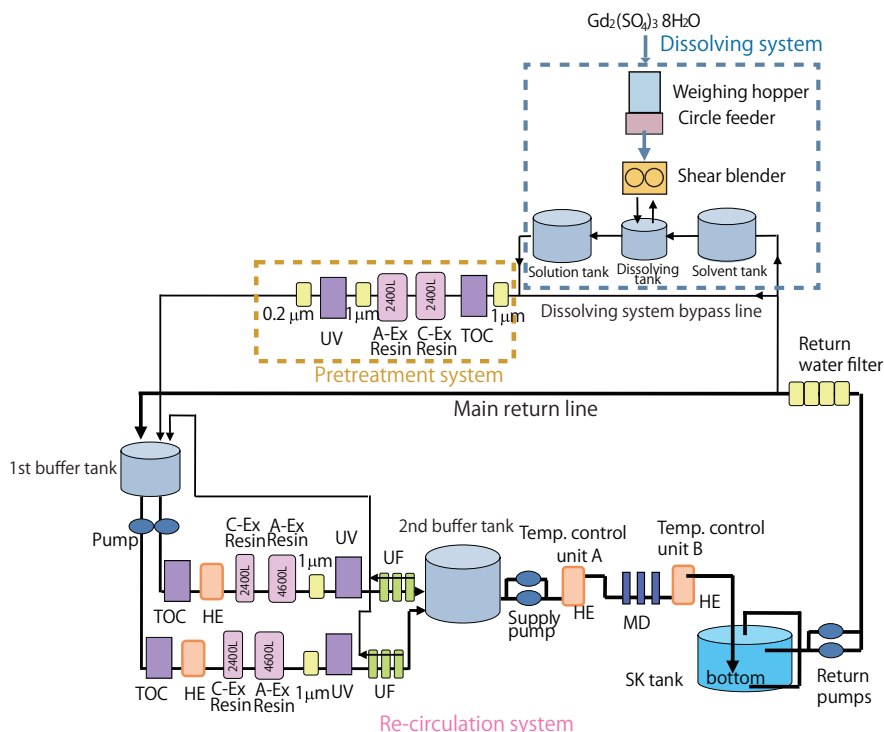 Gd₂(SO₄)₃ 8H₂O
Dissolving system
Weighing hopper
Circle feeder
Shear blender
Solution tank
Dissolving
tank
Solvent tank
2400L
2400L
0.2 μm
1μm
1μm
UV
A-Ex
Resin
C-Ex
Resin
TOC
Dissolving system bypass line
Pretreatment system
Return
water filter
Main return line
1st buffer tank
Pump
C-Ex
Resin
A-Ex
Resin
1μm
UV
UF
2nd buffer tank
Temp. control
unit A
Temp. control
unit B
2400L
4600L
TOC
HE
Supply
pump
HE
MD
HE
2400L
4600L
TOC
HE
C-Ex
Resin
A-Ex
Resin
1μm
UV
UF
SK tank
bottom
Return
pumps
Re-circulation system